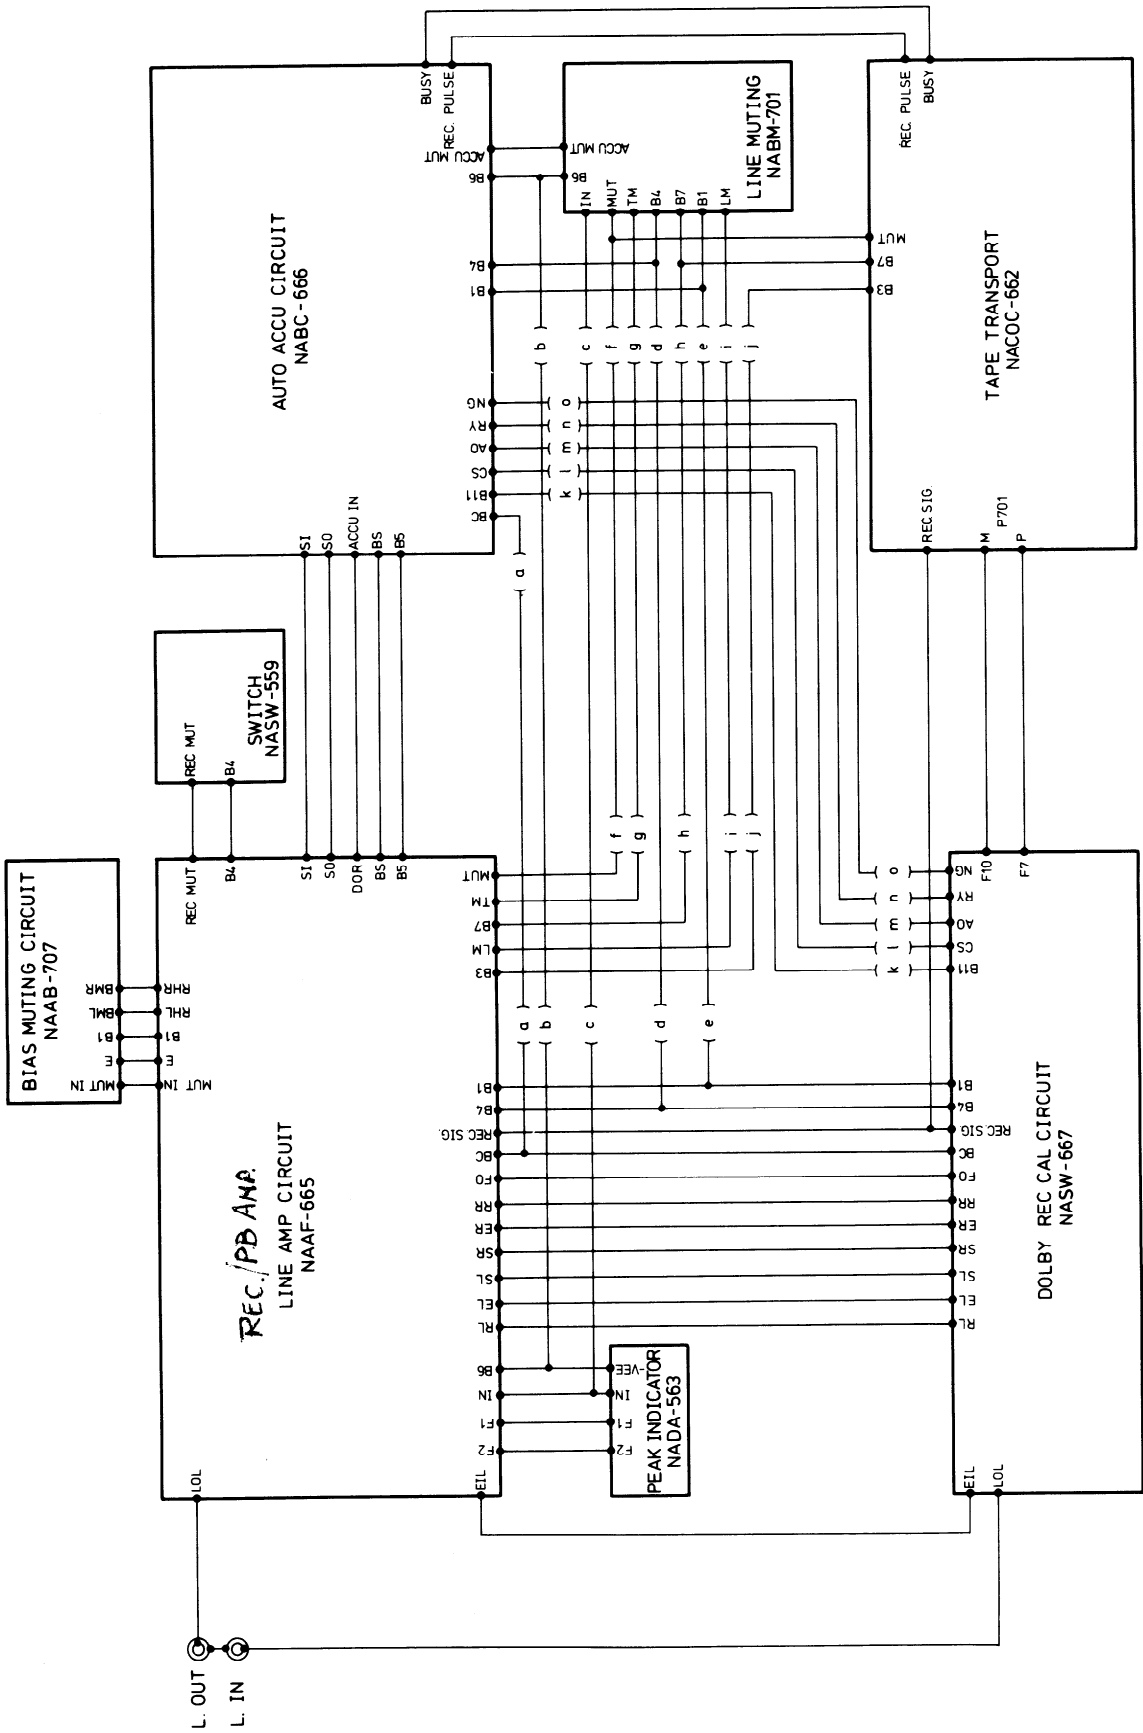 BUSY
REC. PULSE
ACCU MUT
B6
B4
B1
NG
RY
AO
CS
B11
BC
AUTO ACCU CIRCUIT
NABC-666
SI
SO
ACCU IN
BS
B5
ACCU MUT
B6
IN
MUT
TM
B4
B7
B1
LM
LINE MUTING
NABM-701
REC. PULSE
BUSY
MUT
B7
B3
TAPE TRANSPORT
NACOC-662
REC SIG.
M
P701
P
b
c
f
g
d
h
e
i
j
o
n
m
l
k
a
REC MUT
B4
SWITCH
NASW-559
BIAS MUTING CIRCUIT
NAAB-707
BMR
BML
B1
E
MUT IN
RHR
RHL
B1
E
MUT IN
REC MUT
B4
SI
SO
DOR
BS
B5
MUT
TM
B7
LM
B3
B1
B4
REC SIG.
BC
FO
RR
ER
SR
SL
EL
RL
B6
IN
F1
F2
EIL
LOL
REC./PB AMP.
LINE AMP CIRCUIT
NAAF-665
f
g
h
i
j
a
b
c
d
e
o
n
m
l
k
-VEE
IN
F1
F2
PEAK INDICATOR
NADA-563
F10
F7
NG
RY
AO
CS
B11
B1
B4
REC SIG.
BC
FO
RR
ER
SR
SL
EL
RL
EIL
LOL
DOLBY REC CAL CIRCUIT
NASW-667
L. OUT
L. IN